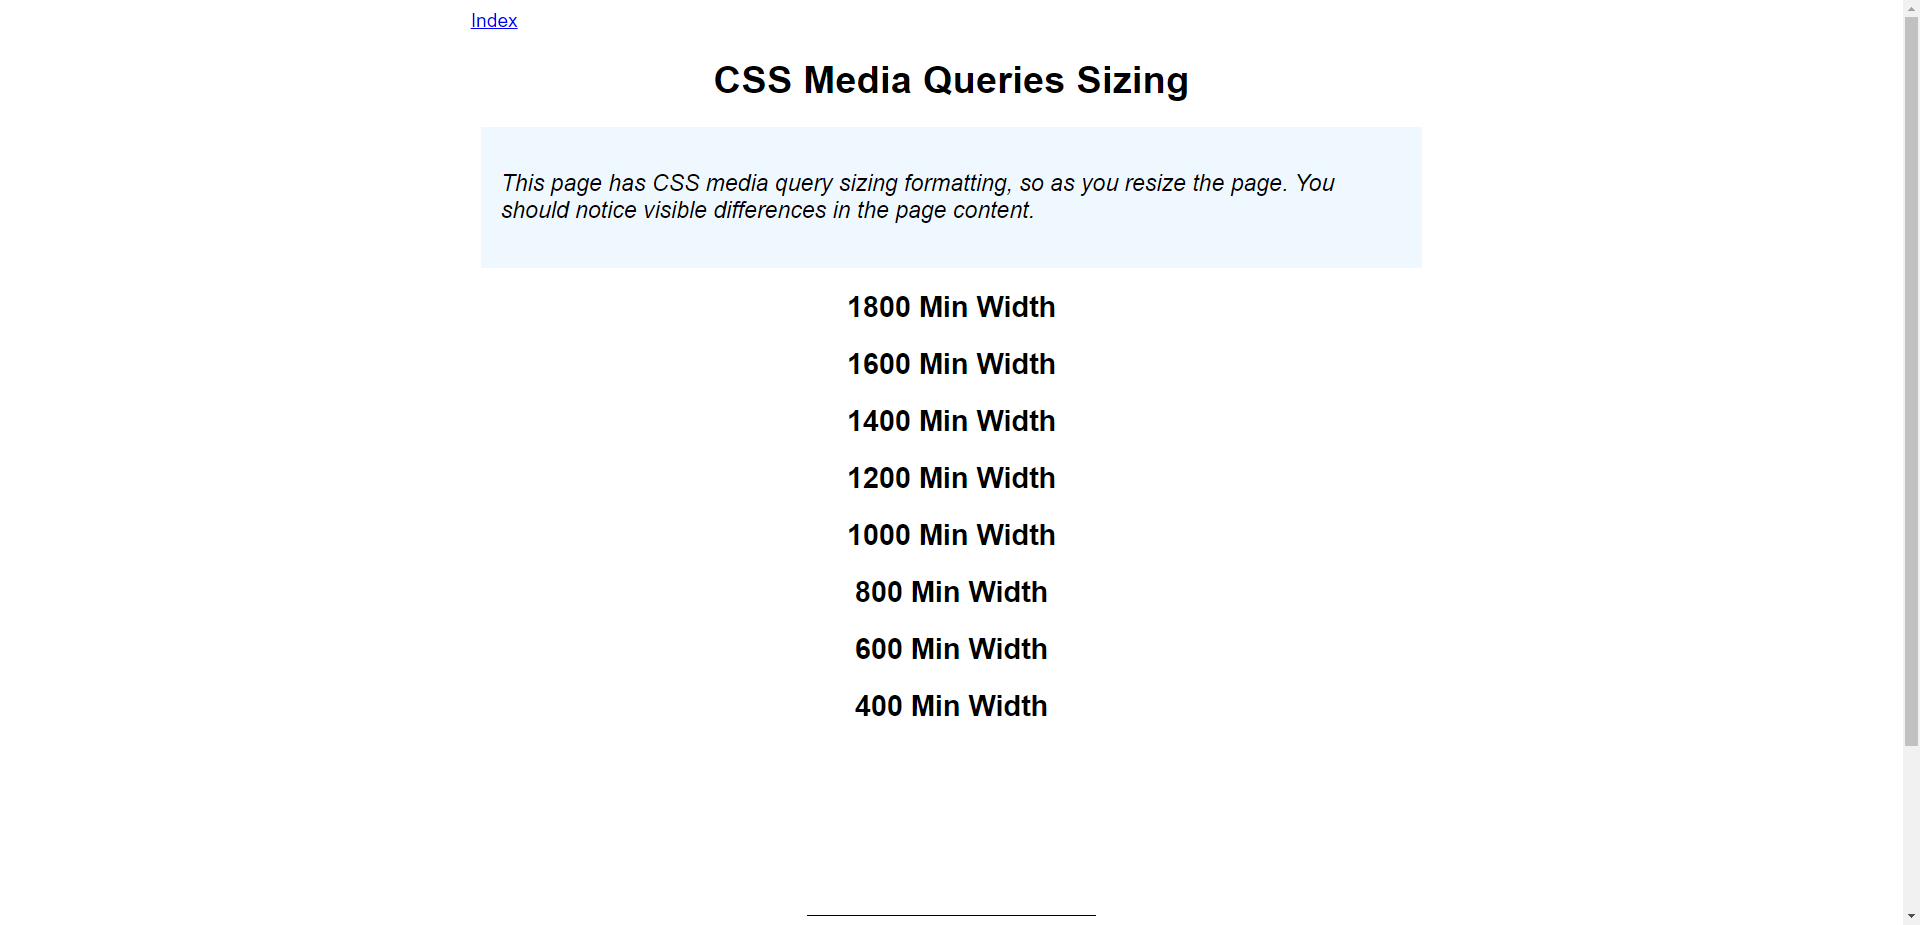 Index
CSS Media Queries Sizing
This page has CSS media query sizing formatting, so as you resize the page. You
should notice visible differences in the page content.
1800 Min Width
1600 Min Width
1400 Min Width
1200 Min Width
1000 Min Width
800 Min Width
600 Min Width
400 Min Width